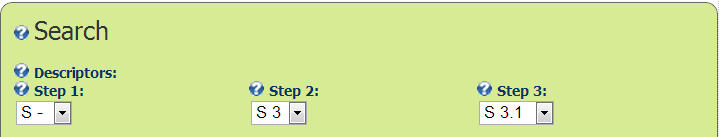 Search
Descriptors:
Step 1: Step 2: Step 3:
S - S 3 S 3.1